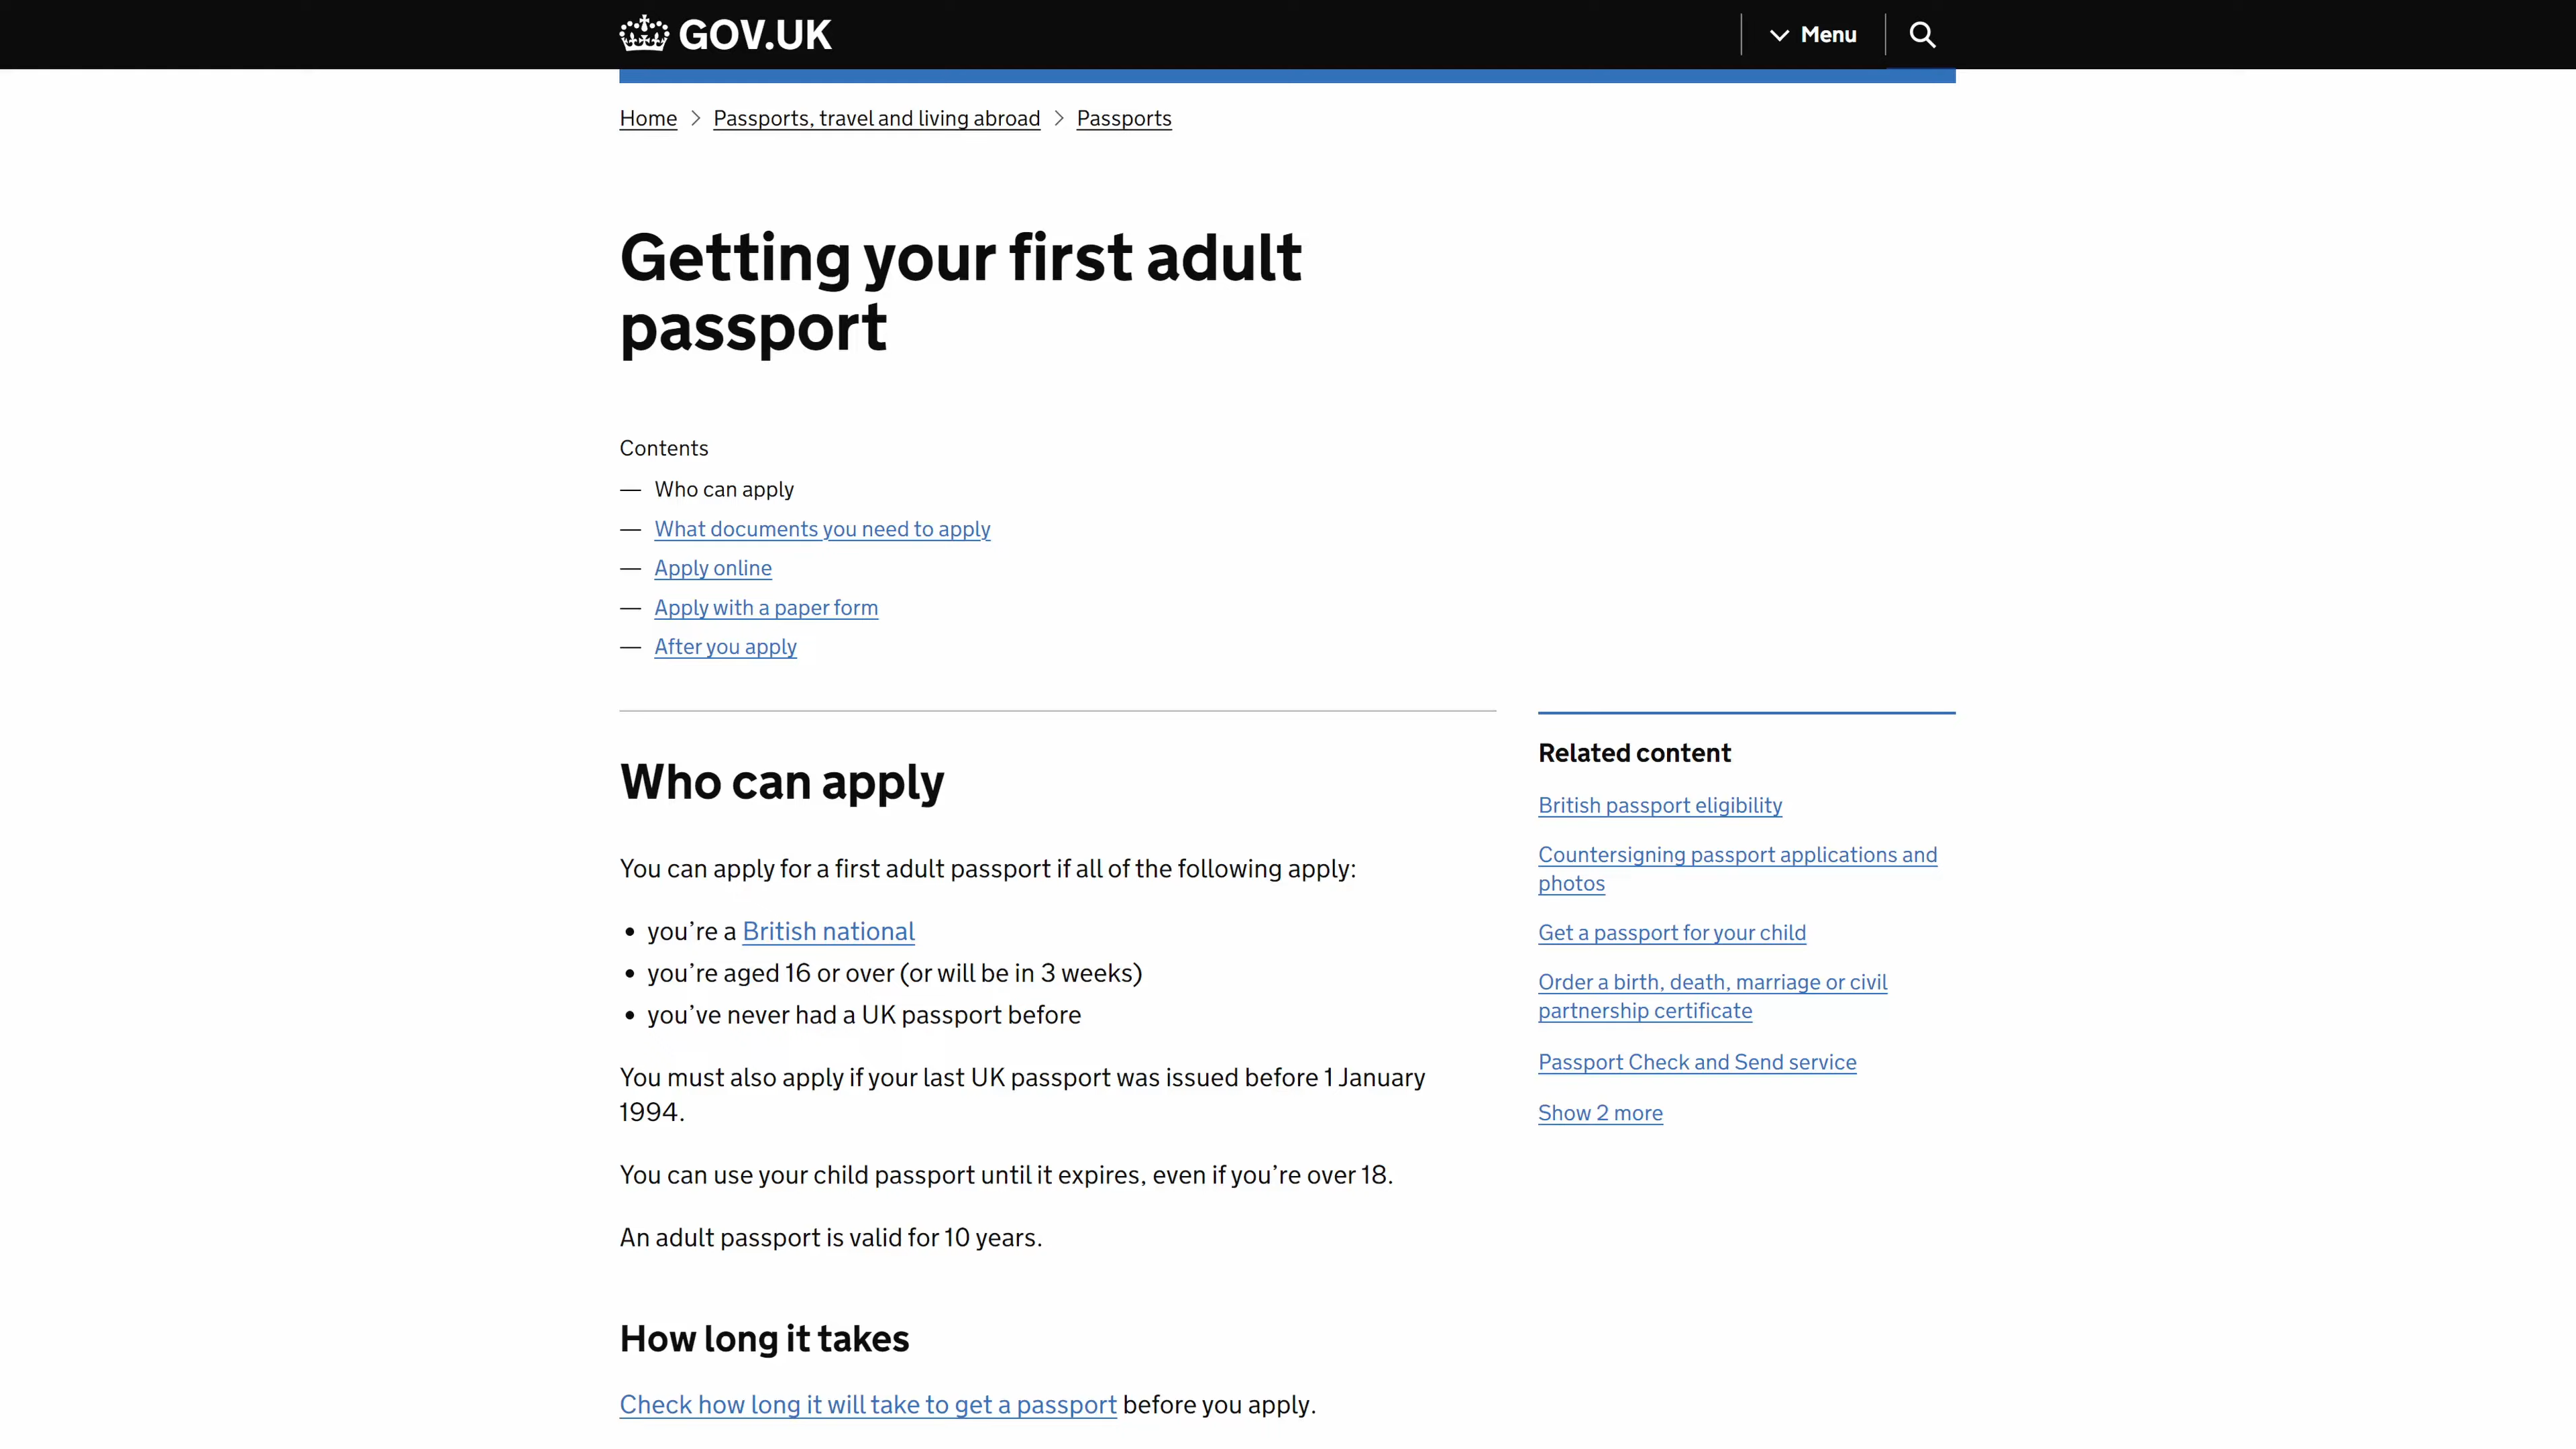 GOV.UK
Menu
Home > Passports, travel and living abroad > Passports
Getting your first adult
passport
Contents
— Who can apply
— What documents you need to apply
— Apply online
— Apply with a paper form
— After you apply
Who can apply
You can apply for a first adult passport if all of the following apply:
• you’re a British national
• you’re aged 16 or over (or will be in 3 weeks)
• you’ve never had a UK passport before
You must also apply if your last UK passport was issued before 1 January
1994.
You can use your child passport until it expires, even if you’re over 18.
An adult passport is valid for 10 years.
How long it takes
Check how long it will take to get a passport before you apply.
Related content
British passport eligibility
Countersigning passport applications and
photos
Get a passport for your child
Order a birth, death, marriage or civil
partnership certificate
Passport Check and Send service
Show 2 more